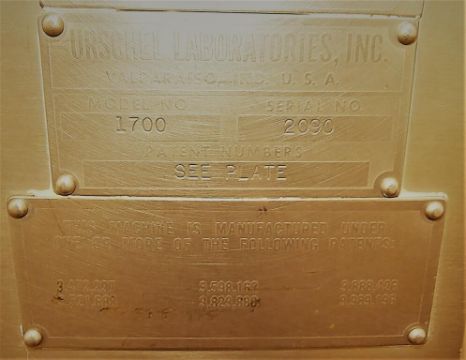 URSCHEL LABORATORIES, INC.
VALPARAISO, IND. U. S. A.
MODEL NO. SERIAL NO.
1700 2090
PATENT NUMBERS
SEE PLATE
THIS MACHINE IS MANUFACTURED UNDER
ONE OR MORE OF THE FOLLOWING PATENTS: